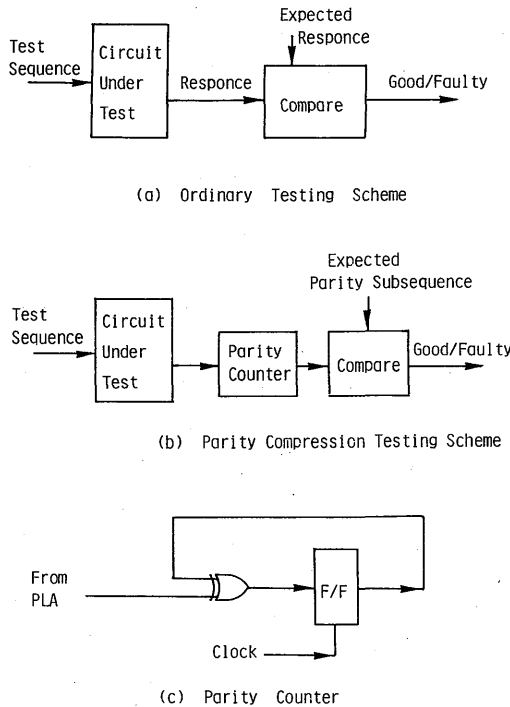 Expected
Responce
Test
Sequence
Circuit
Under
Test
Responce
Compare
Good/Faulty
(a) Ordinary Testing Scheme
Expected
Parity Subsequence
Test
Sequence
Circuit
Under
Test
Parity
Counter
Compare
Good/Faulty
(b) Parity Compression Testing Scheme
From
PLA
F/F
Clock
(c) Parity Counter